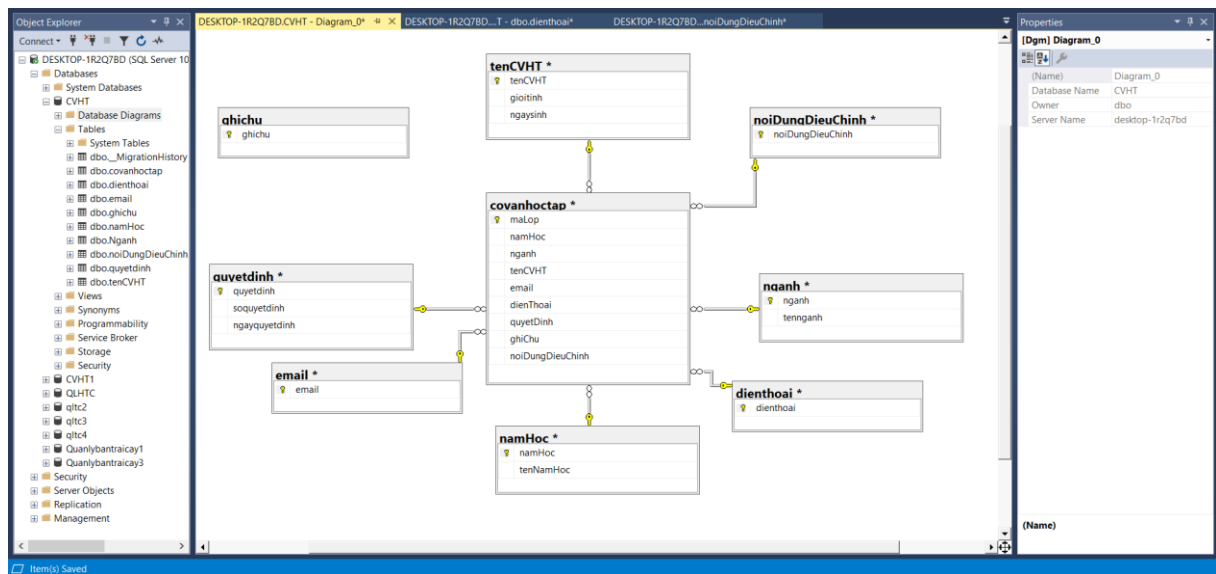 Object Explorer
Connect
DESKTOP-1R2Q7BD (SQL Server 10
Databases
System Databases
CVHT
Database Diagrams
Tables
System Tables
dbo.__MigrationHistory
dbo.covanhoctap
dbo.dienthoai
dbo.email
dbo.ghichu
dbo.namHoc
dbo.Nganh
dbo.noiDungDieuChinh
dbo.quyetdinh
dbo.tenCVHT
Views
Synonyms
Programmability
Service Broker
Storage
Security
CVHT1
QLHTC
qltc2
qltc3
qltc4
Quanlybantraicay1
Quanlybantraicay3
Security
Server Objects
Replication
Management
DESKTOP-1R2Q7BD.CVHT - Diagram_0*
DESKTOP-1R2Q7BD....T - dbo.dienthoai*
DESKTOP-1R2Q7BD...noiDungDieuChinh*
tenCVHT *
tenCVHT
gioitinh
ngaysinh
ghichu
ghichu
noiDungDieuChinh *
noiDungDieuChinh
covanhoctap *
maLop
namHoc
nganh
tenCVHT
email
dienThoai
quyetDinh
ghiChu
noiDungDieuChinh
quyetdinh *
quyetdinh
soquyetdinh
ngayquyetdinh
nganh *
nganh
tennganh
email *
email
dienthoai *
dienthoai
namHoc *
namHoc
tenNamHoc
Properties
[Dgm] Diagram_0
(Name) Diagram_0
Database Name CVHT
Owner dbo
Server Name desktop-1r2q7bd
(Name)
Item(s) Saved